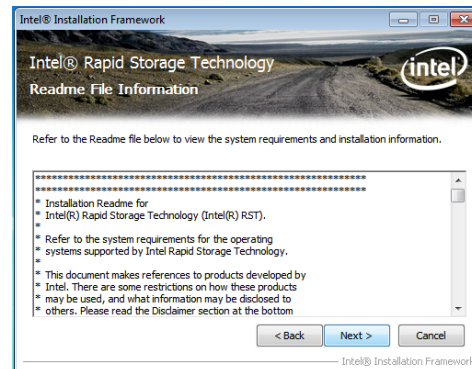 Intel® Installation Framework
Intel® Rapid Storage Technology
Readme File Information
intel
Refer to the Readme file below to view the system requirements and installation information.
************************************************************
************************************************************
* Installation Readme for
* Intel(R) Rapid Storage Technology (Intel(R) RST).
*
* Refer to the system requirements for the operating
* systems supported by Intel Rapid Storage Technology.
*
* This document makes references to products developed by
* Intel. There are some restrictions on how these products
* may be used, and what information may be disclosed to
* others. Please read the Disclaimer section at the bottom
< Back
Next >
Cancel
Intel® Installation Framework